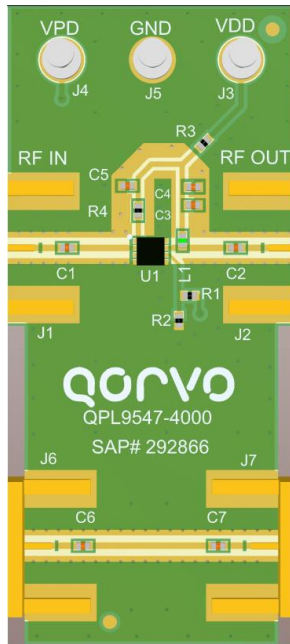 VPD GND VDD
J4 J5 J3
R3
RF IN RF OUT
C5 C4
R4 C3
U1 L1
C1 C2
R1
J1 R2 J2
QORVO
QPL9547-4000
SAP# 292866
J6 J7
C6 C7